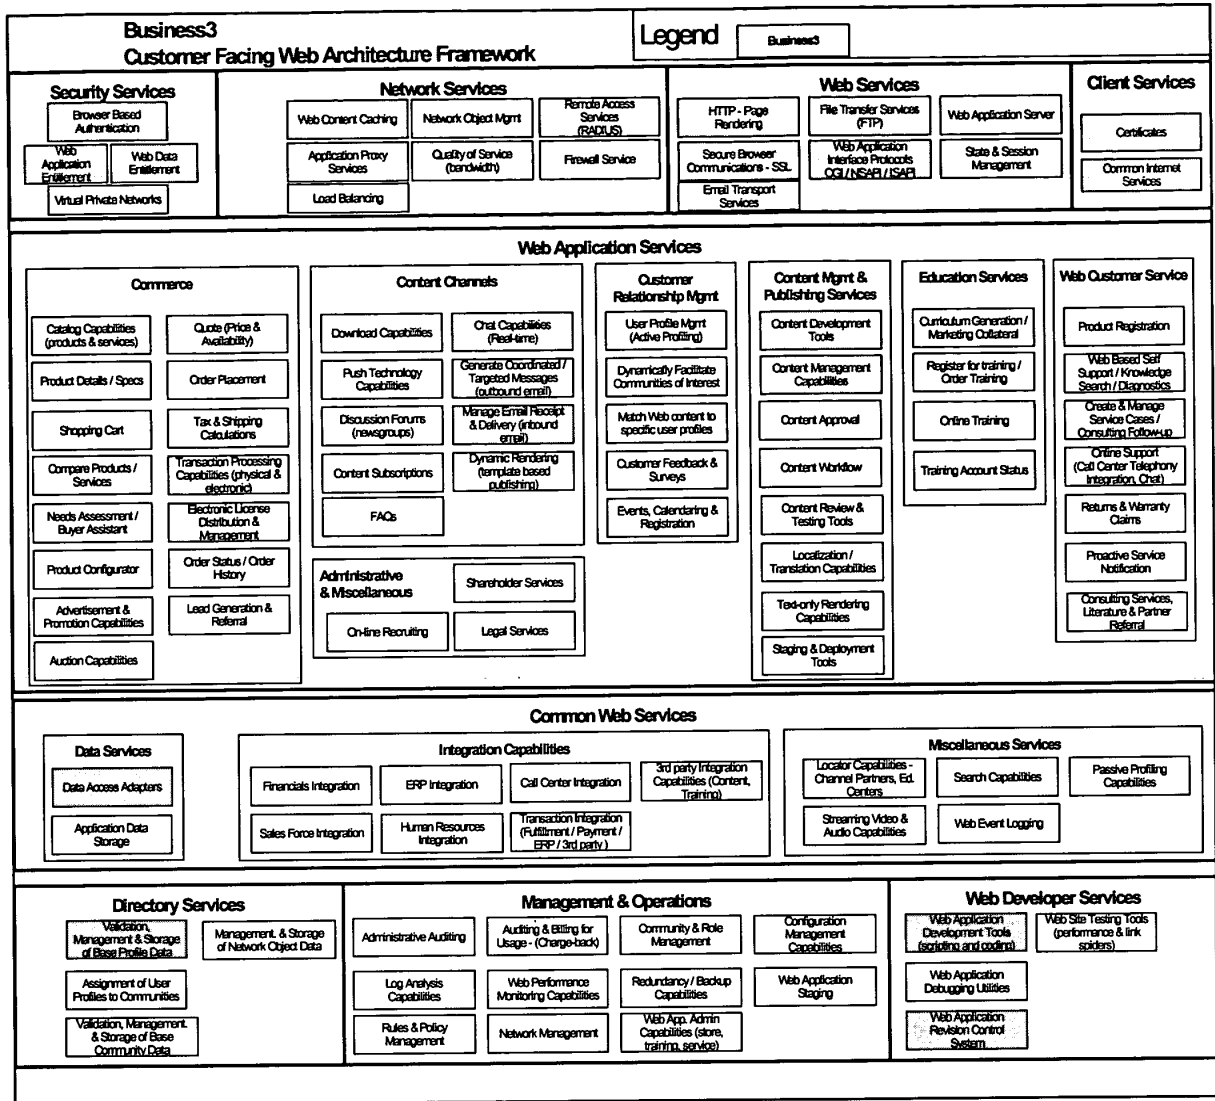 Business3
Customer Facing Web Architecture Framework
Legend
Business3
Security Services
Browser Based
Authentication
Web
Application
Entitlement
Web Data
Entitlement
Virtual Private Networks
Network Services
Web Content Caching
Network Object Mgmt
Remote Access
Services
(RADIUS)
Application Proxy
Services
Quality of Service
(bandwidth)
Firewall Service
Load Balancing
Web Services
HTTP - Page
Rendering
File Transfer Services
(FTP)
Web Application Server
Secure Browser
Communications - SSL
Web Application
Interface Protocols
CGI / NSAPI / ISAPI
State & Session
Management
Email Transport
Services
Client Services
Certificates
Common Internet
Services
Web Application Services
Commerce
Catalog Capabilities
(products & services)
Quote (Price &
Availability)
Product Details / Specs
Order Placement
Shopping Cart
Tax & Shipping
Calculations
Compare Products /
Services
Transaction Processing
Capabilities (physical &
electronic)
Needs Assessment /
Buyer Assistant
Electronic License
Distribution &
Management
Product Configurator
Order Status / Order
History
Advertisement &
Promotion Capabilities
Lead Generation &
Referral
Auction Capabilities
Content Channels
Download Capabilities
Chat Capabilities
(Real-time)
Push Technology
Capabilities
Generate Coordinated /
Targeted Messages
(outbound email)
Discussion Forums
(newsgroups)
Manage Email Receipt
& Delivery (inbound
email)
Content Subscriptions
Dynamic Rendering
(template based
publishing)
FAQs
Administrative
& Miscellaneous
Shareholder Services
On-line Recruiting
Legal Services
Customer
Relationship Mgmt
User Profile Mgmt
(Active Profiling)
Dynamically Facilitate
Communities of Interest
Match Web content to
specific user profiles
Customer Feedback &
Surveys
Events, Calendaring &
Registration
Content Mgmt &
Publishing Services
Content Development
Tools
Content Management
Capabilities
Content Approval
Content Workflow
Content Review &
Testing Tools
Localization /
Translation Capabilities
Text-only Rendering
Capabilities
Staging & Deployment
Tools
Education Services
Curriculum Generation /
Marketing Collateral
Register for training /
Order Training
Online Training
Training Account Status
Web Customer Service
Product Registration
Web Based Self
Support / Knowledge
Search / Diagnostics
Create & Manage
Service Cases /
Consulting Follow-up
Online Support
(Call Center Telephony
Integration, Chat)
Returns & Warranty
Claims
Proactive Service
Notification
Consulting Services,
Literature & Partner
Referral
Common Web Services
Data Services
Data Access Adapters
Application Data
Storage
Integration Capabilities
Financials Integration
ERP Integration
Call Center Integration
3rd party Integration
Capabilities (Content,
Training)
Sales Force Integration
Human Resources
Integration
Transaction Integration
(Fulfillment / Payment /
ERP / 3rd party )
Miscellaneous Services
Locator Capabilities -
Channel Partners, Ed.
Centers
Search Capabilities
Passive Profiling
Capabilities
Streaming Video &
Audio Capabilities
Web Event Logging
Directory Services
Validation,
Management & Storage
of Base Profile Data
Management. & Storage
of Network Object Data
Assignment of User
Profiles to Communities
Validation, Management.
& Storage of Base
Community Data
Management & Operations
Administrative Auditing
Auditing & Billing for
Usage - (Charge-back)
Community & Role
Management
Configuration
Management
Capabilities
Log Analysis
Capabilities
Web Performance
Monitoring Capabilities
Redundancy / Backup
Capabilities
Web Application
Staging
Rules & Policy
Management
Network Management
Web App. Admin
Capabilities (store,
training, service)
Web Developer Services
Web Application
Development Tools
(scripting and coding)
Web Site Testing Tools
(performance & link
spiders)
Web Application
Debugging Utilities
Web Application
Revision Control
System